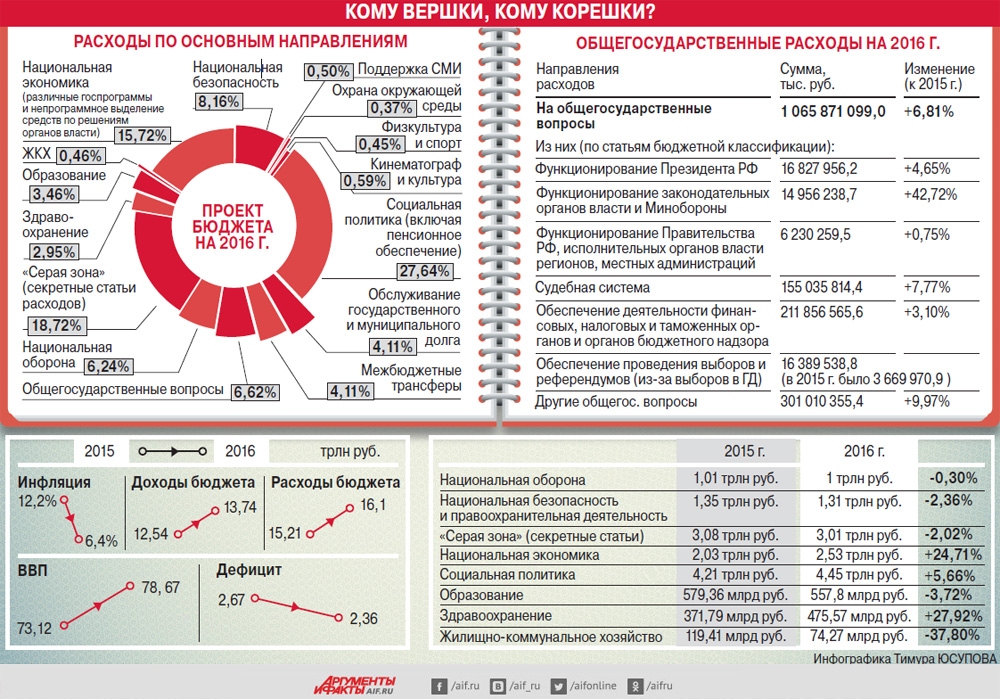 КОМУ ВЕРШКИ, КОМУ КОРЕШКИ?
РАСХОДЫ ПО ОСНОВНЫМ НАПРАВЛЕНИЯМ
Национальная
экономика
(различные госпрограммы
и непрограммное выделение
средств по решениям
органов власти)
15,72%
ЖКХ 0,46%
Образование
3,46%
Здраво-
охранение
2,95%
«Серая зона»
(секретные статьи
расходов)
18,72%
Национальная
оборона
6,24%
Общегосударственные вопросы 6,62%
Национальная
безопасность
8,16%
0,50% Поддержка СМИ
Охрана окружающей
0,37% среды
Физкультура
0,45% и спорт
Кинематограф
0,59% и культура
Социальная
политика (включая
пенсионное
обеспечение)
27,64%
Обслуживание
государственного
и муниципального
4,11% долга
Межбюджетные
4,11% трансферы
ПРОЕКТ
БЮДЖЕТА
НА 2016 Г.
ОБЩЕГОСУДАРСТВЕННЫЕ РАСХОДЫ НА 2016 Г.
Направления
расходов
Сумма,
тыс. руб.
Изменение
(к 2015 г.)
На общегосударственные
вопросы
1 065 871 099,0 +6,81%
Из них (по статьям бюджетной классификации):
Функционирование Президента РФ 16 827 956,2 +4,65%
Функционирование законодательных
органов власти и Минобороны
14 956 238,7 +42,72%
Функционирование Правительства
РФ, исполнительных органов власти
регионов, местных администраций
6 230 259,5 +0,75%
Судебная система 155 035 814,4 +7,77%
Обеспечение деятельности финан-
совых, налоговых и таможенных ор-
ганов и органов бюджетного надзора
211 856 565,6 +3,10%
Обеспечение проведения выборов и
референдумов (из-за выборов в ГД)
16 389 538,8
(в 2015 г. было 3 669 970,9 )
Другие общегос. вопросы 301 010 355,4 +9,97%
2015 2016 трлн руб.
Инфляция
12,2%
6,4%
Доходы бюджета
13,74
12,54
Расходы бюджета
16,1
15,21
ВВП
78, 67
73,12
Дефицит
2,67
2,36
2015 г. 2016 г.
Национальная оборона 1,01 трлн руб. 1 трлн руб. -0,30%
Национальная безопасность
и правоохранительная деятельность
1,35 трлн руб. 1,31 трлн руб. -2,36%
«Серая зона» (секретные статьи) 3,08 трлн руб. 3,01 трлн руб. -2,02%
Национальная экономика 2,03 трлн руб. 2,53 трлн руб. +24,71%
Социальная политика 4,21 трлн руб. 4,45 трлн руб. +5,66%
Образование 579,36 млрд руб. 557,8 млрд руб. -3,72%
Здравоохранение 371,79 млрд руб. 475,57 млрд руб. +27,92%
Жилищно-коммунальное хозяйство 119,41 млрд руб. 74,27 млрд руб. -37,80%
Инфографика Тимура ЮСУПОВА
АРГУМЕНТЫ
И ФАКТЫ AIF.RU
/aif.ru /aif_ru /aifonline /aifru